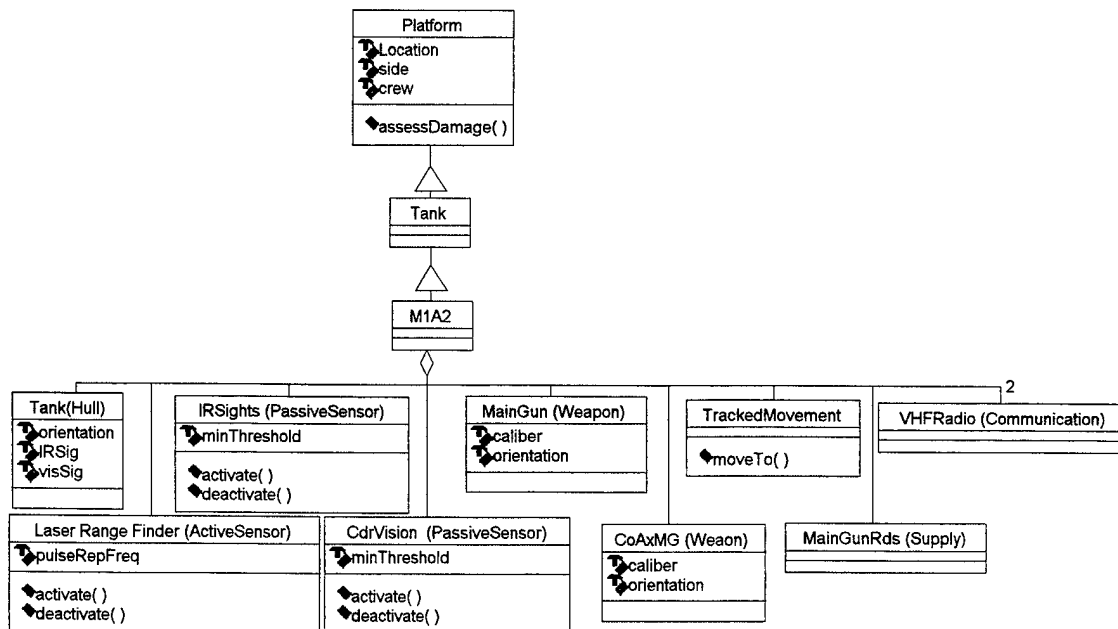 Platform
Location
side
crew
assessDamage( )
Tank
M1A2
2
Tank(Hull)
orientation
IRSig
visSig
IRSights (PassiveSensor)
minThreshold
activate( )
deactivate( )
MainGun (Weapon)
caliber
orientation
TrackedMovement
moveTo( )
VHFRadio (Communication)
Laser Range Finder (ActiveSensor)
pulseRepFreq
activate( )
deactivate( )
CdrVision (PassiveSensor)
minThreshold
activate( )
deactivate( )
CoAxMG (Weaon)
caliber
orientation
MainGunRds (Supply)